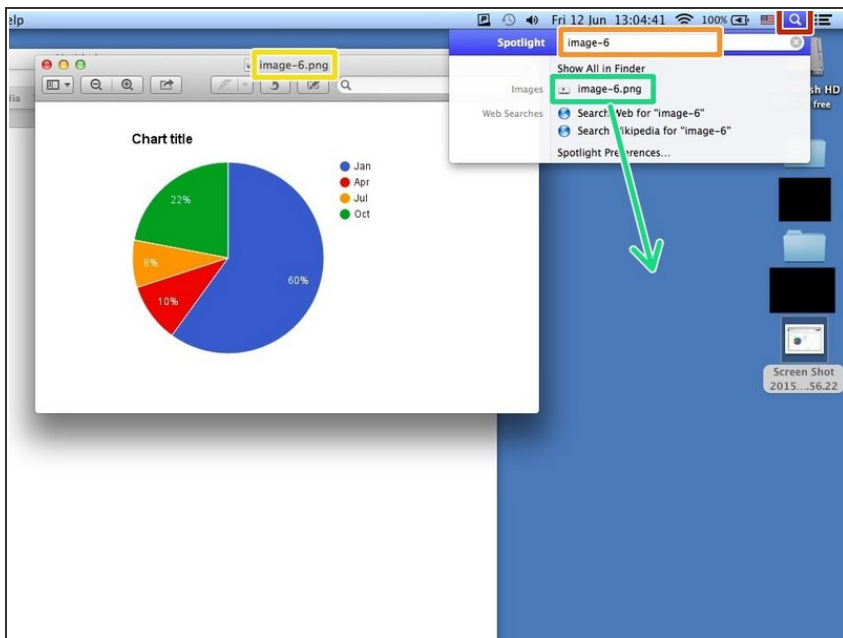 elp
Fri 12 Jun 13:04:41
100%
Spotlight
image-6
Show All in Finder
Images
image-6.png
Web Searches
Search Web for "image-6"
Search Wikipedia for "image-6"
Spotlight Preferences...
image-6.png
Chart title
Jan
Apr
Jul
Oct
22%
8%
10%
60%
sh HD
free
Screen Shot
2015....56.22